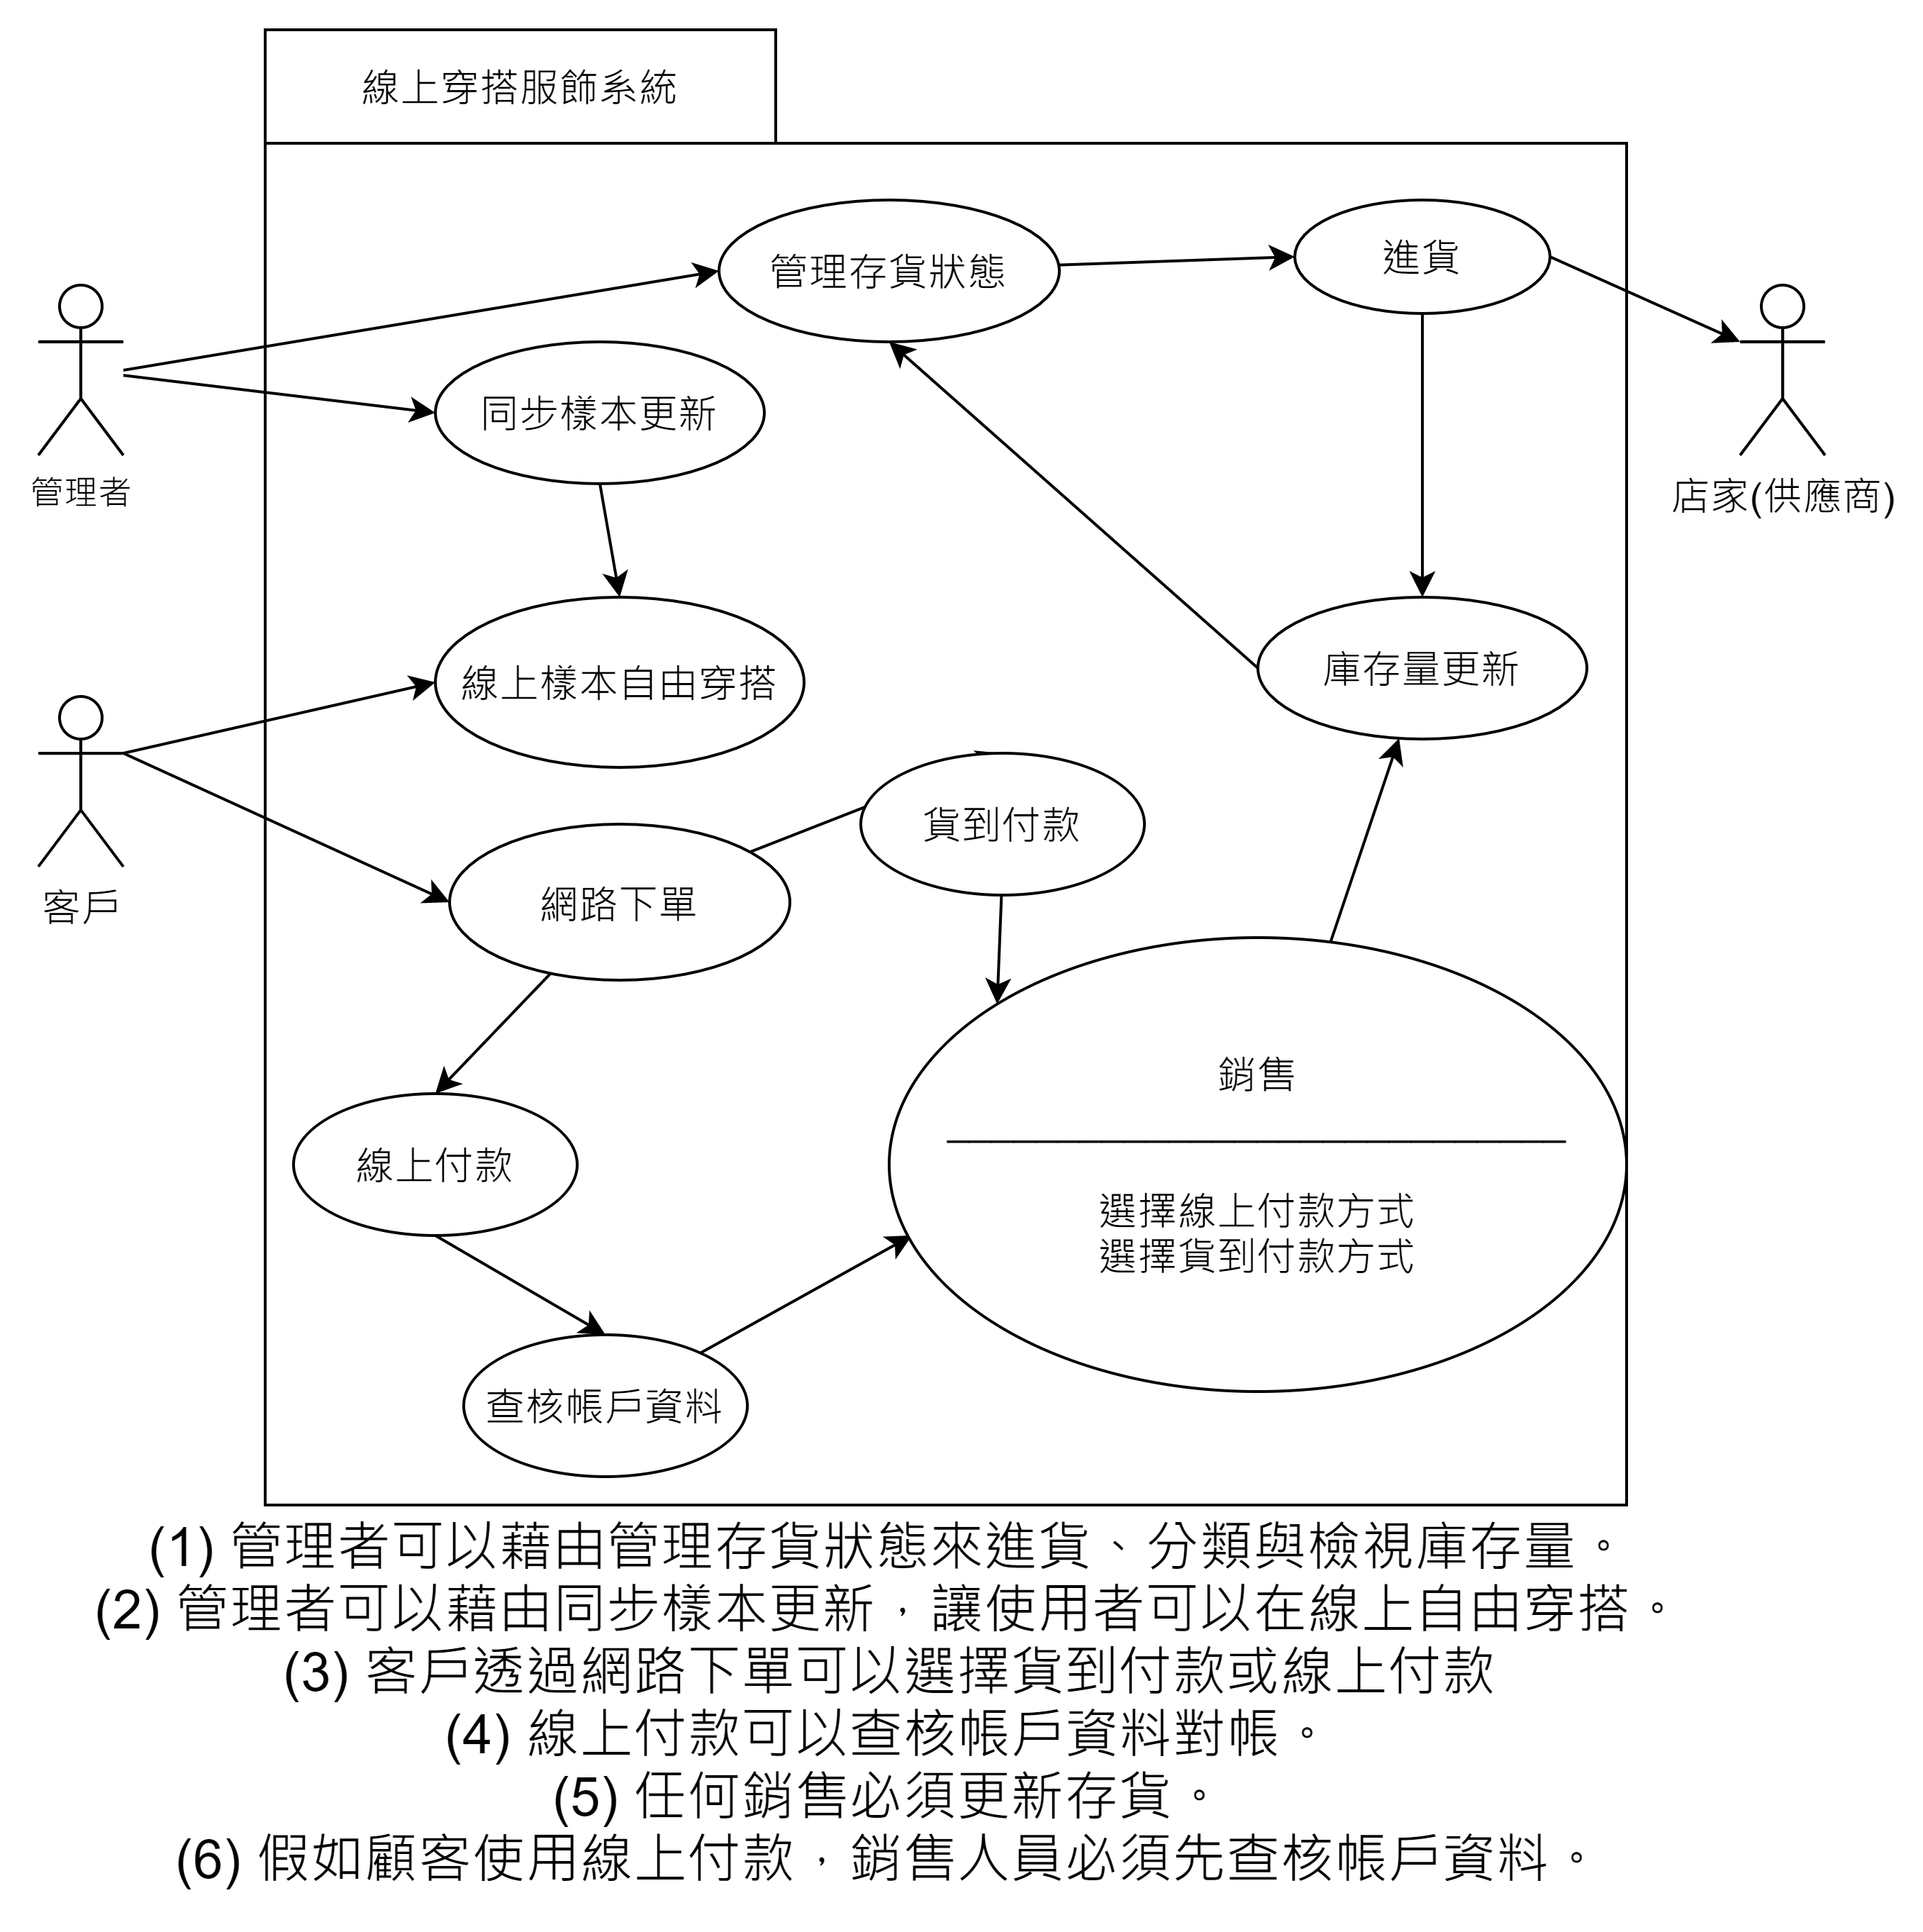 線上穿搭服飾系統
管理存貨狀態
進貨
同步樣本更新
管理者
店家(供應商)
線上樣本自由穿搭
庫存量更新
貨到付款
網路下單
客戶
銷售
線上付款
選擇線上付款方式
選擇貨到付款方式
查核帳戶資料
(1) 管理者可以藉由管理存貨狀態來進貨、分類與檢視庫存量。
(2) 管理者可以藉由同步樣本更新，讓使用者可以在線上自由穿搭。
(3) 客戶透過網路下單可以選擇貨到付款或線上付款
(4) 線上付款可以查核帳戶資料對帳。
(5) 任何銷售必須更新存貨。
(6) 假如顧客使用線上付款，銷售人員必須先查核帳戶資料。